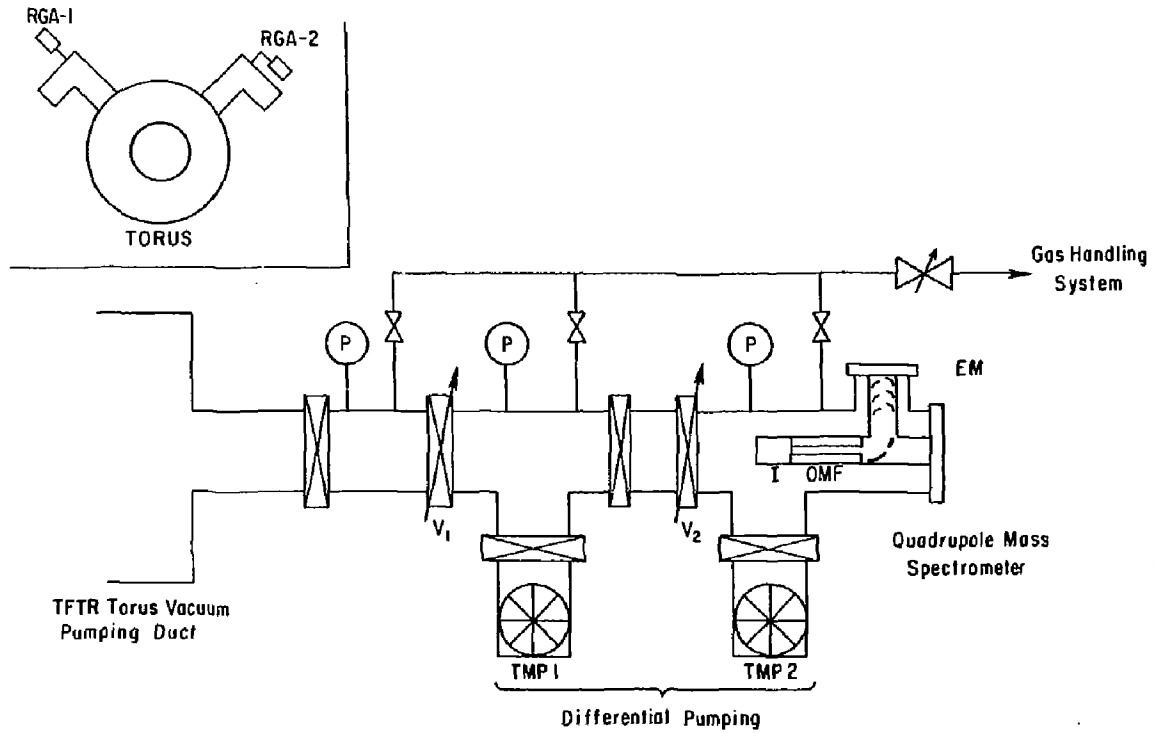 RGA-1
RGA-2
TORUS
Gas Handling
System
P
P
P
EM
I
OMF
V1
V2
Quadrupole Mass
Spectrometer
TFTR Torus Vacuum
Pumping Duct
TMP 1
TMP 2
Differential Pumping